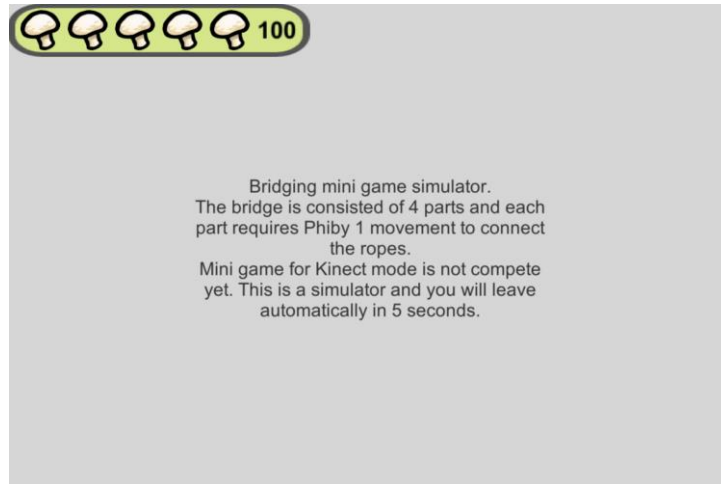 100
Bridging mini game simulator.
The bridge is consisted of 4 parts and each
part requires Phiby 1 movement to connect
the ropes.
Mini game for Kinect mode is not compete
yet. This is a simulator and you will leave
automatically in 5 seconds.